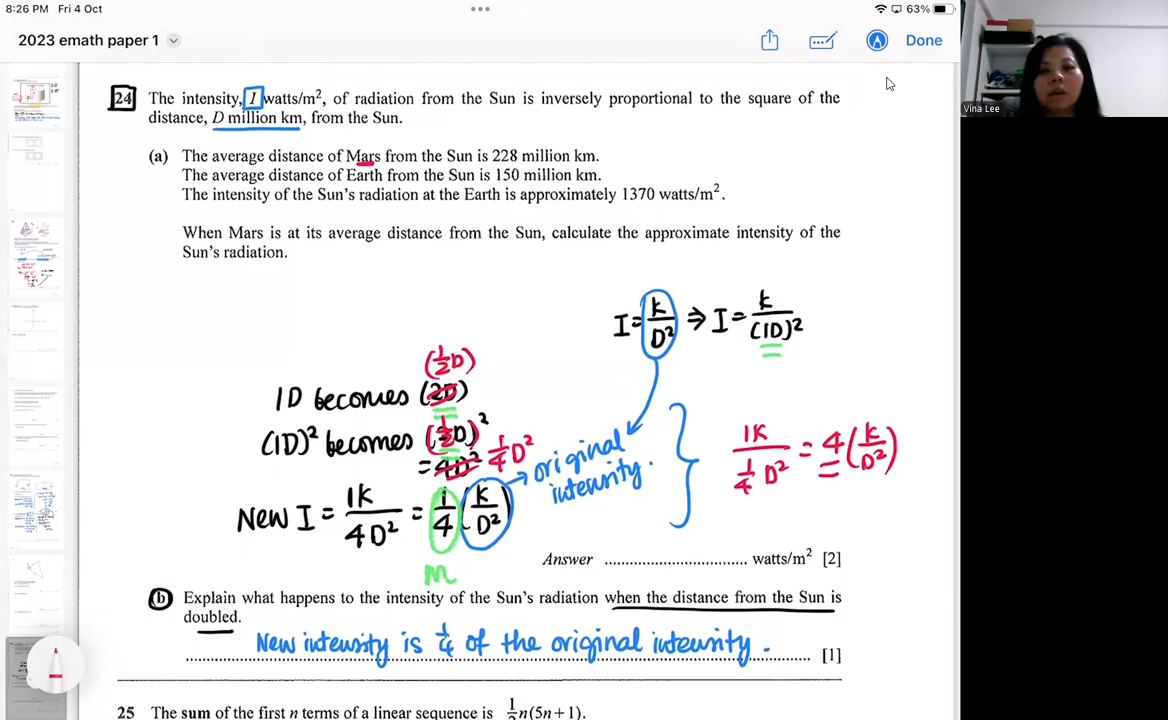 8:26 PM Fri 4 Oct
63%
2023 emath paper 1
Done
Vina Lee
24 The intensity, I watts/m², of radiation from the Sun is inversely proportional to the square of the
distance, D million km, from the Sun.
(a) The average distance of Mars from the Sun is 228 million km.
The average distance of Earth from the Sun is 150 million km.
The intensity of the Sun's radiation at the Earth is approximately 1370 watts/m².
When Mars is at its average distance from the Sun, calculate the approximate intensity of the
Sun's radiation.
I = k/D² ⇒ I = k/(1D)²
(½D)
1D becomes (2D)
(1D)² becomes (½D)²
= 4D² ¼D²
→ original
intensity.
1k/(¼D²) = 4(k/D²)
New I = 1k/4D² = ¼(k/D²)
m
Answer .................................... watts/m² [2]
(b) Explain what happens to the intensity of the Sun's radiation when the distance from the Sun is
doubled.
New intensity is ¼ of the original intensity. [1]
25 The sum of the first n terms of a linear sequence is ½n(5n+1).